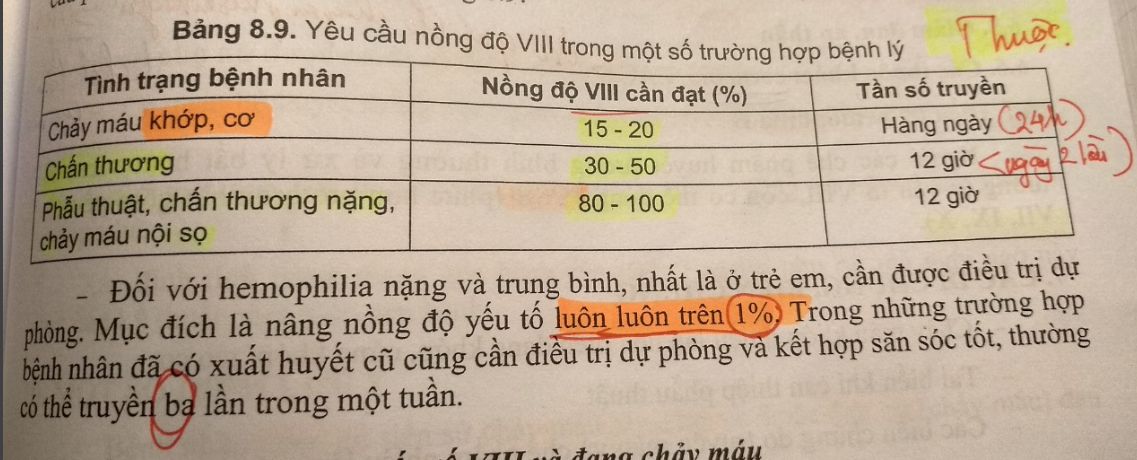 Bảng 8.9. Yêu cầu nồng độ VIII trong một số trường hợp bệnh lý
Thuộc.
Tình trạng bệnh nhân Nồng độ VIII cần đạt (%) Tần số truyền
Chảy máu khớp, cơ 15 - 20 Hàng ngày (24h)
Chấn thương 30 - 50 12 giờ (ngày 2 lần)
Phẫu thuật, chấn thương nặng, 80 - 100 12 giờ
chảy máu nội sọ
- Đối với hemophilia nặng và trung bình, nhất là ở trẻ em, cần được điều trị dự
phòng. Mục đích là nâng nồng độ yếu tố luôn luôn trên 1%. Trong những trường hợp
bệnh nhân đã có xuất huyết cũ cũng cần điều trị dự phòng và kết hợp săn sóc tốt, thường
có thể truyền ba lần trong một tuần.
VIII và đang chảy máu